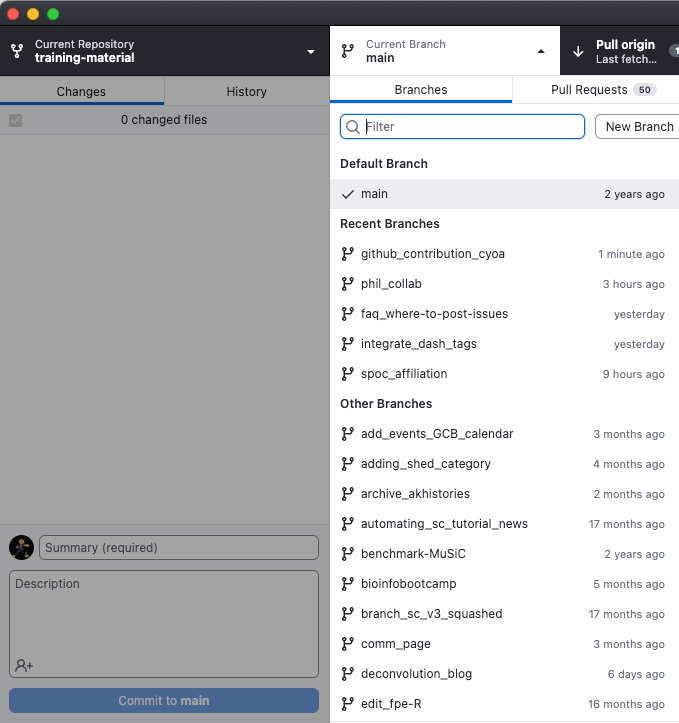 Current Repository
training-material
Current Branch
main
Pull origin
Last fetch...
1
Changes
History
0 changed files
Branches
Pull Requests 50
Filter
New Branch
Default Branch
main 2 years ago
Recent Branches
github_contribution_cyoa 1 minute ago
phil_collab 3 hours ago
faq_where-to-post-issues yesterday
integrate_dash_tags yesterday
spoc_affiliation 9 hours ago
Other Branches
add_events_GCB_calendar 3 months ago
adding_shed_category 4 months ago
archive_akhistories 2 months ago
automating_sc_tutorial_news 17 months ago
benchmark-MuSiC 2 years ago
bioinfobootcamp 5 months ago
branch_sc_v3_squashed 17 months ago
comm_page 3 months ago
deconvolution_blog 6 days ago
edit_fpe-R 16 months ago
Summary (required)
Description
Commit to main